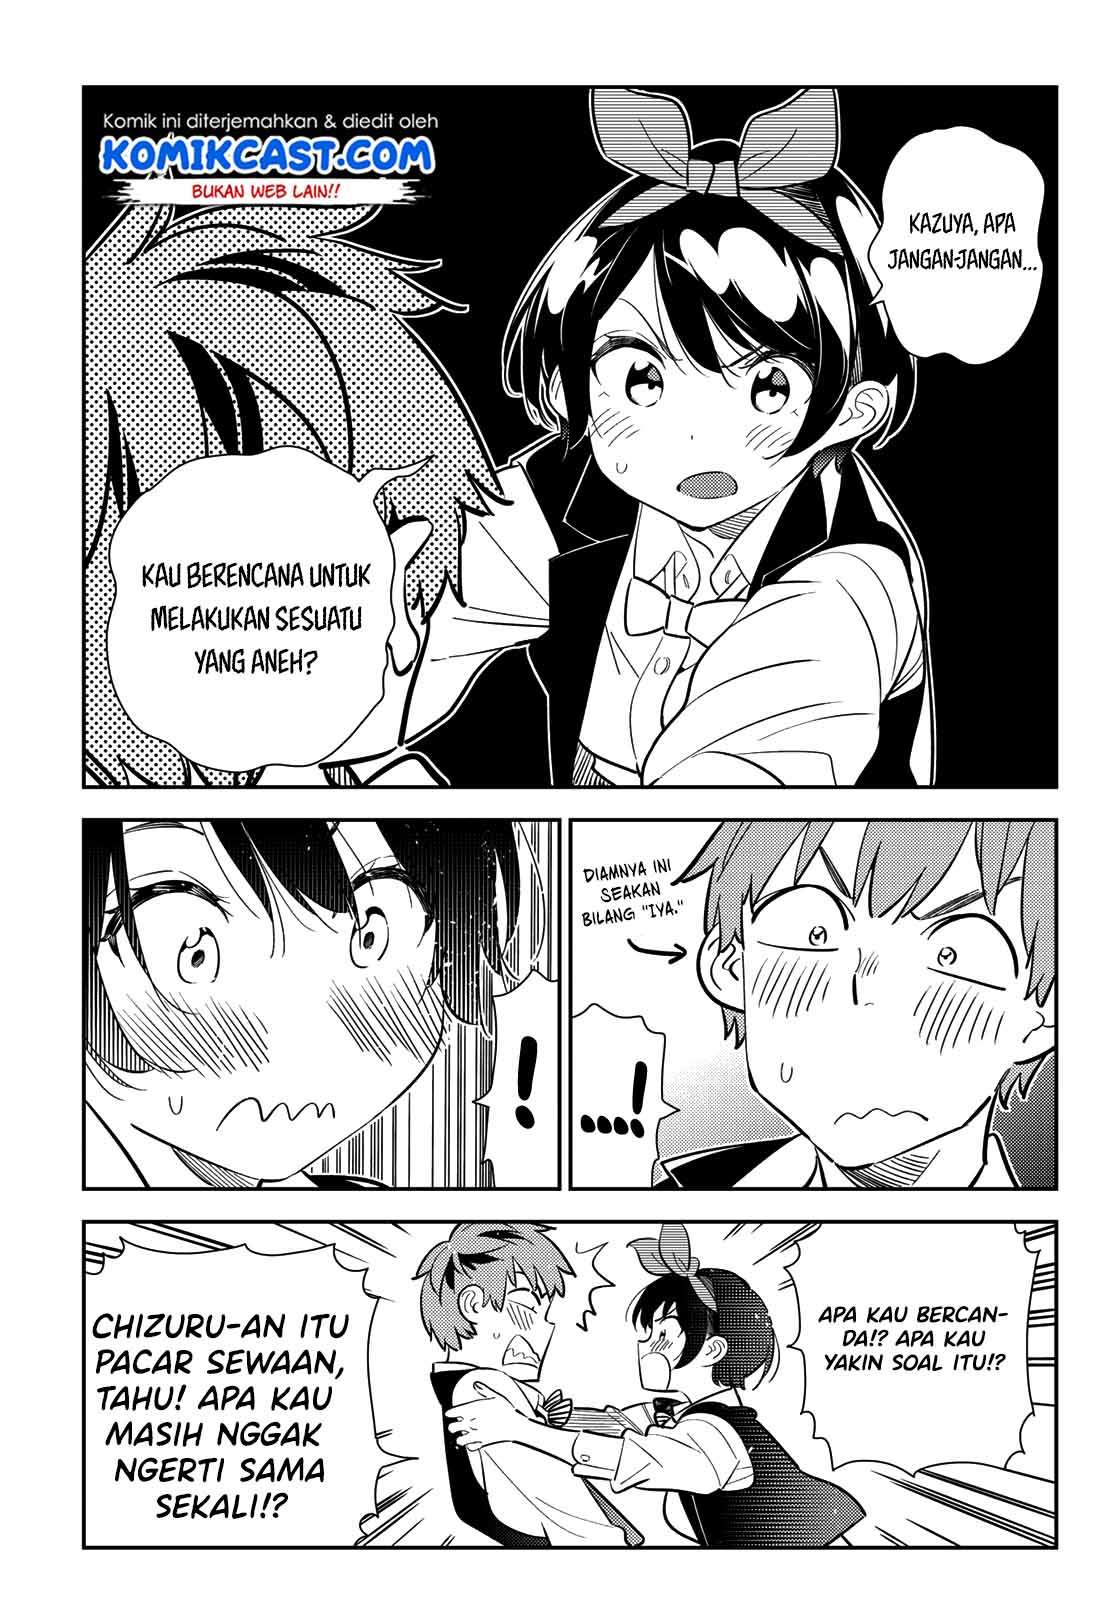 Komik ini diterjemahkan & diedit oleh
KOMIKCAST.COM
BUKAN WEB LAIN!!
KAZUYA, APA
JANGAN-JANGAN...
KAU BERENCANA UNTUK
MELAKUKAN SESUATU
YANG ANEH?
DIAMNYA INI
SEAKAN
BILANG "IYA."
....!
!
APA KAU BERCAN-
DA!? APA KAU
YAKIN SOAL ITU!?
CHIZURU-AN ITU
PACAR SEWAAN,
TAHU! APA KAU
MASIH NGGAK
NGERTI SAMA
SEKALI!?